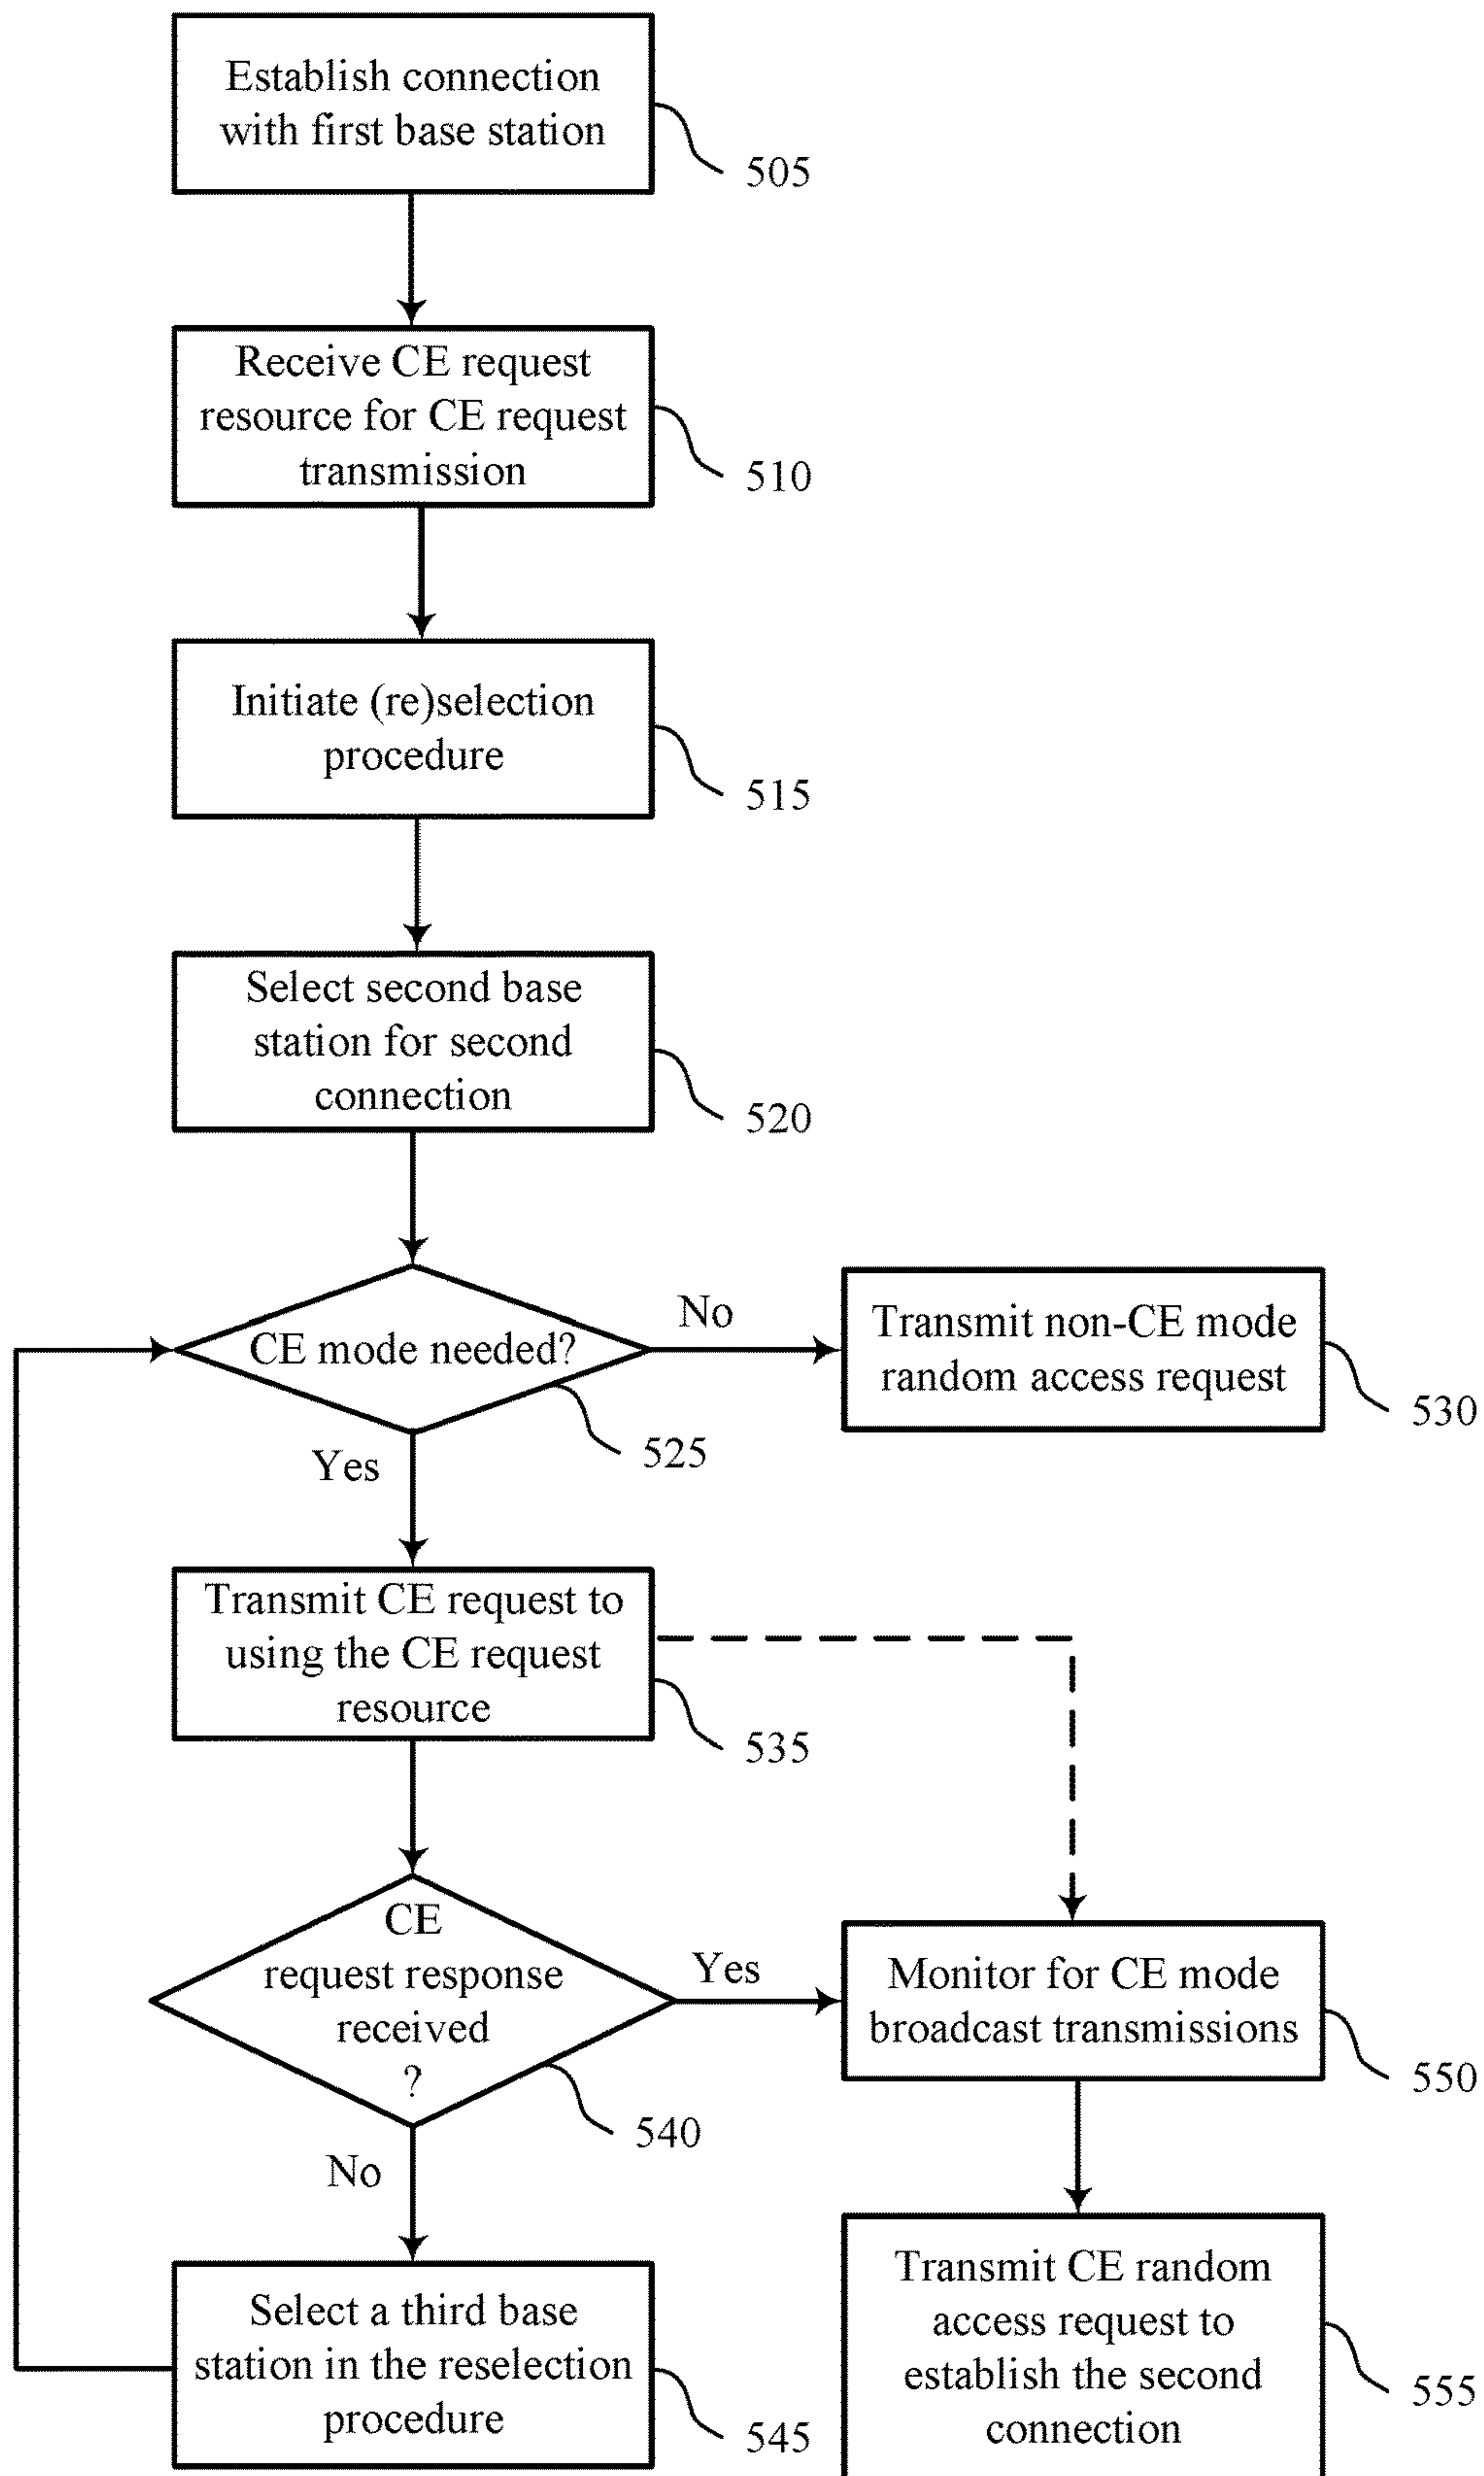 Establish connection
with first base station
505
Receive CE request
resource for CE request
transmission
510
Initiate (re)selection
procedure
515
Select second base
station for second
connection
520
CE mode needed?
525
No
Transmit non-CE mode
random access request
530
Yes
Transmit CE request to
using the CE request
resource
535
CE
request response
received
?
540
Yes
Monitor for CE mode
broadcast transmissions
550
No
Select a third base
station in the reselection
procedure
545
Transmit CE random
access request to
establish the second
connection
555